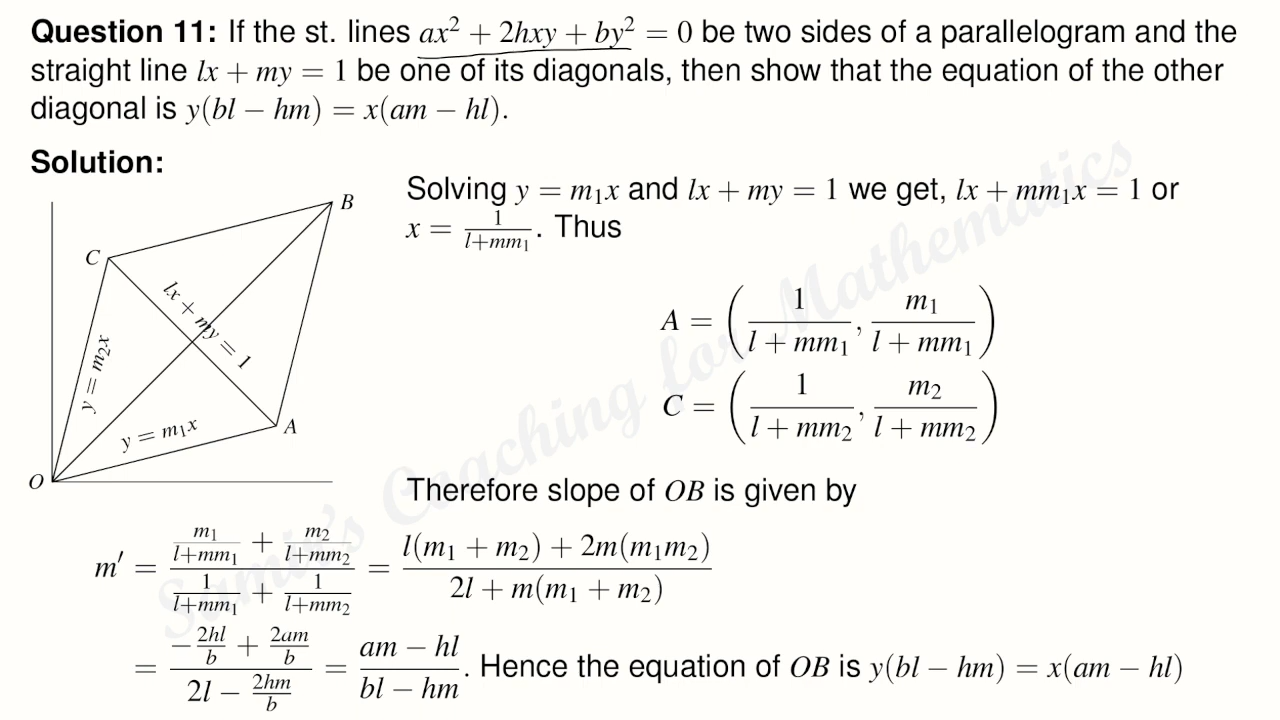 Question 11: If the st. lines ax² + 2hxy + by² = 0 be two sides of a parallelogram and the
straight line lx + my = 1 be one of its diagonals, then show that the equation of the other
diagonal is y(bl − hm) = x(am − hl).
Solution:
Solving y = m₁x and lx + my = 1 we get, lx + mm₁x = 1 or
x = 1/(l+mm₁). Thus
B
C
lx + my = 1
y = m₂x
y = m₁x
A
O
A = (1/(l + mm₁), m₁/(l + mm₁))
C = (1/(l + mm₂), m₂/(l + mm₂))
Therefore slope of OB is given by
m′ = (m₁/(l+mm₁) + m₂/(l+mm₂))/(1/(l+mm₁) + 1/(l+mm₂)) = (l(m₁ + m₂) + 2m(m₁m₂))/(2l + m(m₁ + m₂))
= (−2hl/b + 2am/b)/(2l − 2hm/b) = (am − hl)/(bl − hm). Hence the equation of OB is y(bl − hm) = x(am − hl)
Samir's Coaching for Mathematics